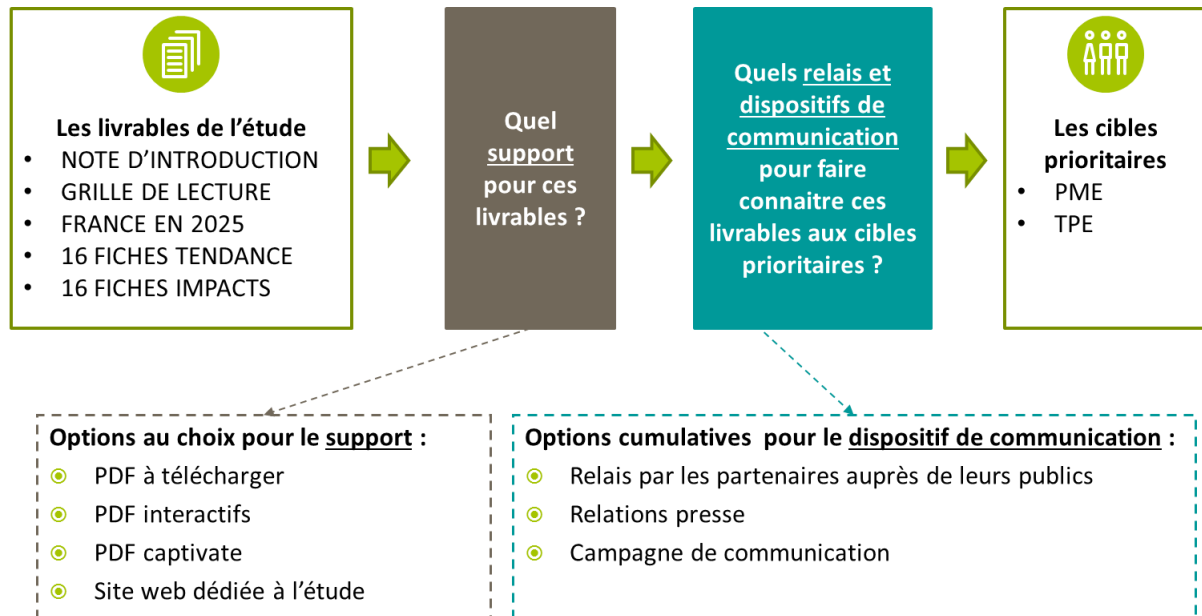 Les livrables de l’étude
• NOTE D’INTRODUCTION
• GRILLE DE LECTURE
• FRANCE EN 2025
• 16 FICHES TENDANCE
• 16 FICHES IMPACTS
Quel
support
pour ces
livrables ?
Quels relais et
dispositifs de
communication
pour faire
connaitre ces
livrables aux cibles
prioritaires ?
Les cibles
prioritaires
• PME
• TPE
Options au choix pour le support :
PDF à télécharger
PDF interactifs
PDF captivate
Site web dédiée à l’étude
Options cumulatives pour le dispositif de communication :
Relais par les partenaires auprès de leurs publics
Relations presse
Campagne de communication